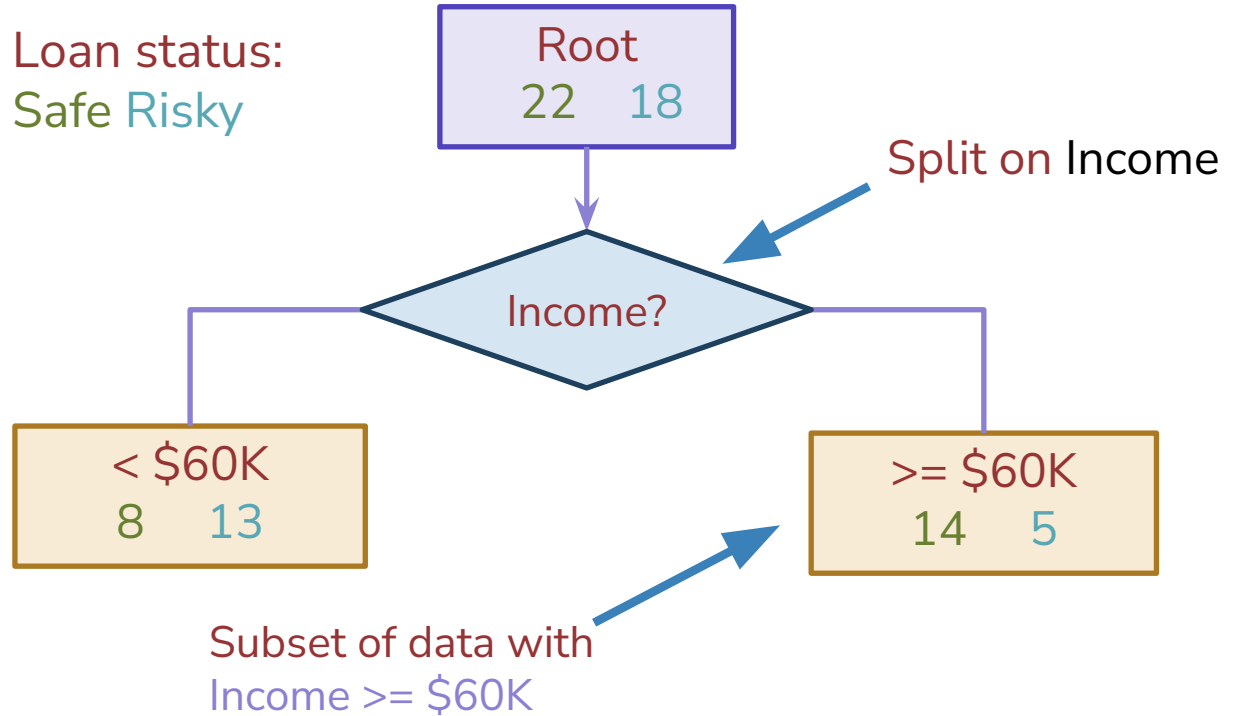 Loan status:
Safe Risky
Root
22 18
Split on Income
Income?
< $60K
8 13
>= $60K
14 5
Subset of data with
Income >= $60K